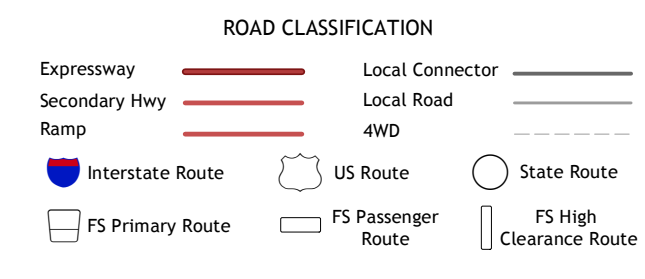 ROAD CLASSIFICATION
Expressway
Local Connector
Secondary Hwy
Local Road
Ramp
4WD
Interstate Route
US Route
State Route
FS Primary Route
FS Passenger
Route
FS High
Clearance Route